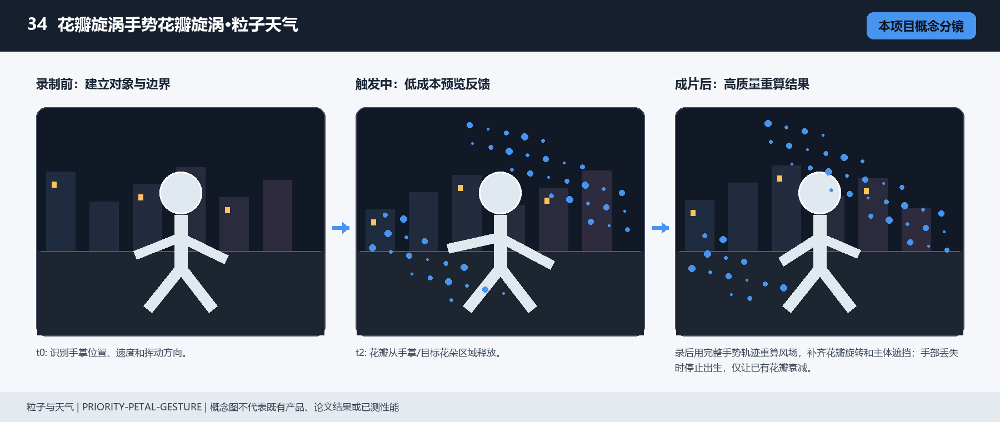 34 花瓣旋涡手势花瓣旋涡•粒子天气
本项目概念分镜
录制前：建立对象与边界
触发中：低成本预览反馈
成片后：高质量重算结果
t0: 识别手掌位置、速度和挥动方向。
t2: 花瓣从手掌/目标花朵区域释放。
录后用完整手势轨迹重算风场，补齐花瓣旋转和主体遮挡；手部丢失
时停止出生，仅让已有花瓣衰减。
粒子与天气 | PRIORITY-PETAL-GESTURE | 概念图不代表既有产品、论文结果或已测性能